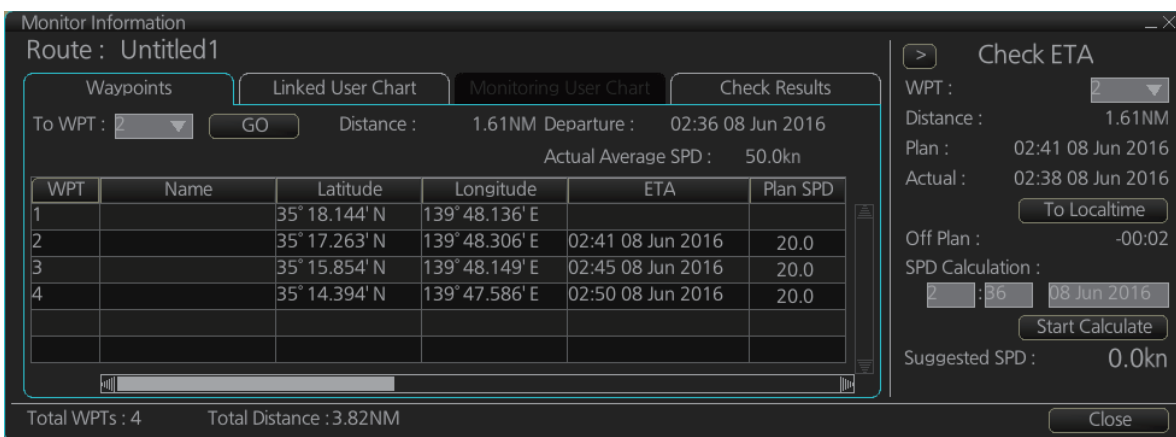 Monitor Information
Route : Untitled1
Waypoints Linked User Chart Monitoring User Chart Check Results
To WPT : 2 GO Distance : 1.61NM Departure : 02:36 08 Jun 2016
Actual Average SPD : 50.0kn
WPT Name Latitude Longitude ETA Plan SPD
1 35° 18.144' N 139° 48.136' E
2 35° 17.263' N 139° 48.306' E 02:41 08 Jun 2016 20.0
3 35° 15.854' N 139° 48.149' E 02:45 08 Jun 2016 20.0
4 35° 14.394' N 139° 47.586' E 02:50 08 Jun 2016 20.0
Total WPTs : 4 Total Distance : 3.82NM
> Check ETA
WPT : 2
Distance : 1.61NM
Plan : 02:41 08 Jun 2016
Actual : 02:38 08 Jun 2016
To Localtime
Off Plan : -00:02
SPD Calculation :
2 :36 08 Jun 2016
Start Calculate
Suggested SPD : 0.0kn
Close